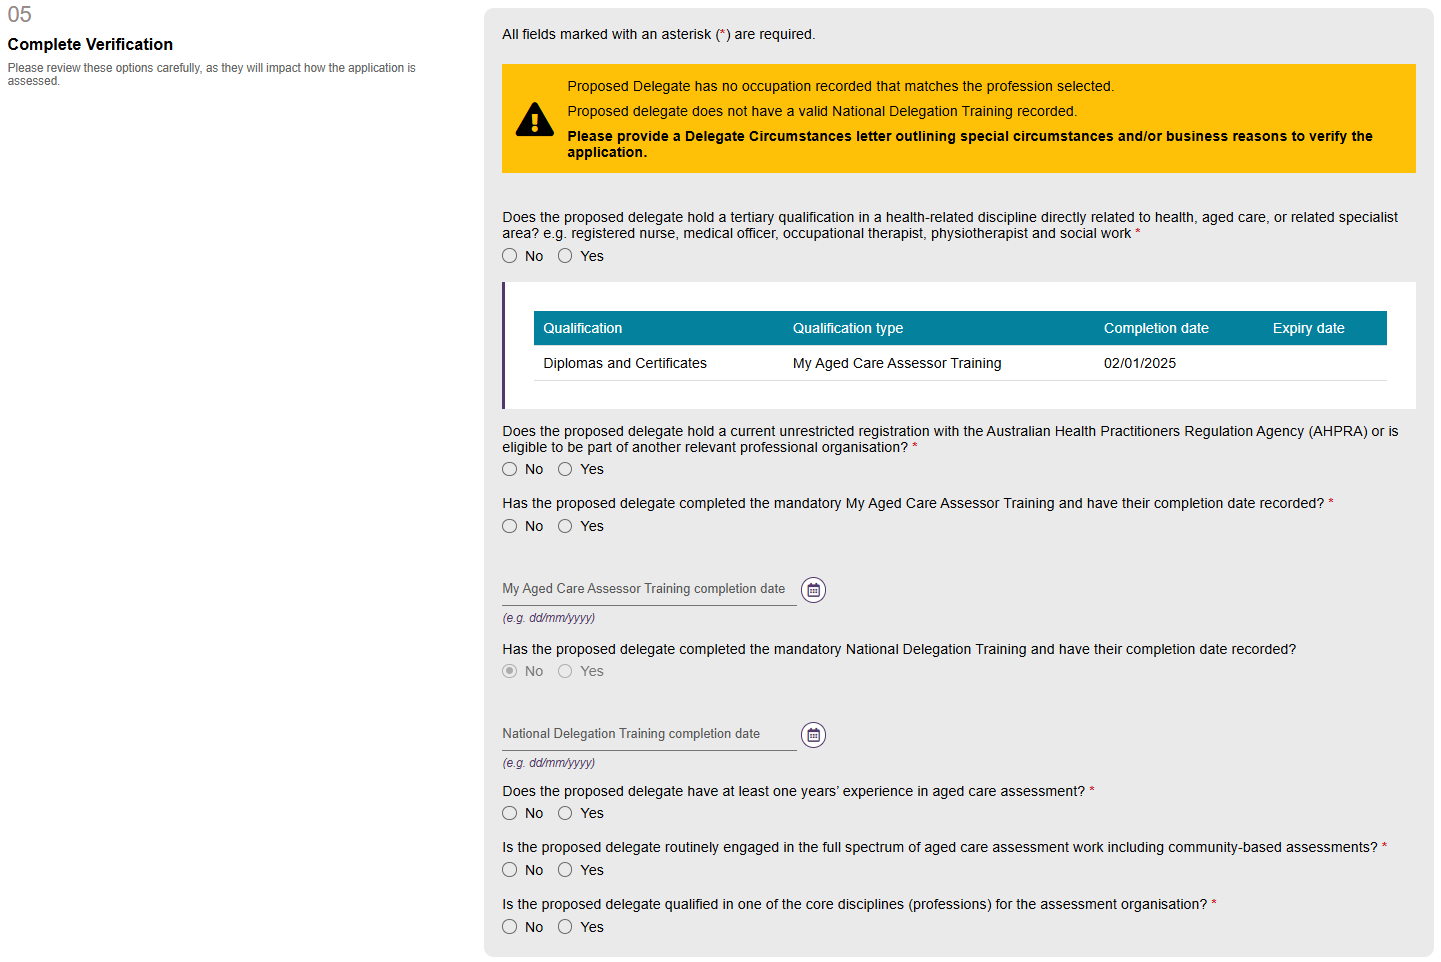 05
Complete Verification
Please review these options carefully, as they will impact how the application is
assessed.
All fields marked with an asterisk (*) are required.
Proposed Delegate has no occupation recorded that matches the profession selected.
Proposed delegate does not have a valid National Delegation Training recorded.
Please provide a Delegate Circumstances letter outlining special circumstances and/or business reasons to verify the
application.
Does the proposed delegate hold a tertiary qualification in a health-related discipline directly related to health, aged care, or related specialist
area? e.g. registered nurse, medical officer, occupational therapist, physiotherapist and social work *
No Yes
Qualification Qualification type Completion date Expiry date
Diplomas and Certificates My Aged Care Assessor Training 02/01/2025
Does the proposed delegate hold a current unrestricted registration with the Australian Health Practitioners Regulation Agency (AHPRA) or is
eligible to be part of another relevant professional organisation? *
No Yes
Has the proposed delegate completed the mandatory My Aged Care Assessor Training and have their completion date recorded? *
No Yes
My Aged Care Assessor Training completion date
(e.g. dd/mm/yyyy)
Has the proposed delegate completed the mandatory National Delegation Training and have their completion date recorded?
No Yes
National Delegation Training completion date
(e.g. dd/mm/yyyy)
Does the proposed delegate have at least one years’ experience in aged care assessment? *
No Yes
Is the proposed delegate routinely engaged in the full spectrum of aged care assessment work including community-based assessments? *
No Yes
Is the proposed delegate qualified in one of the core disciplines (professions) for the assessment organisation? *
No Yes